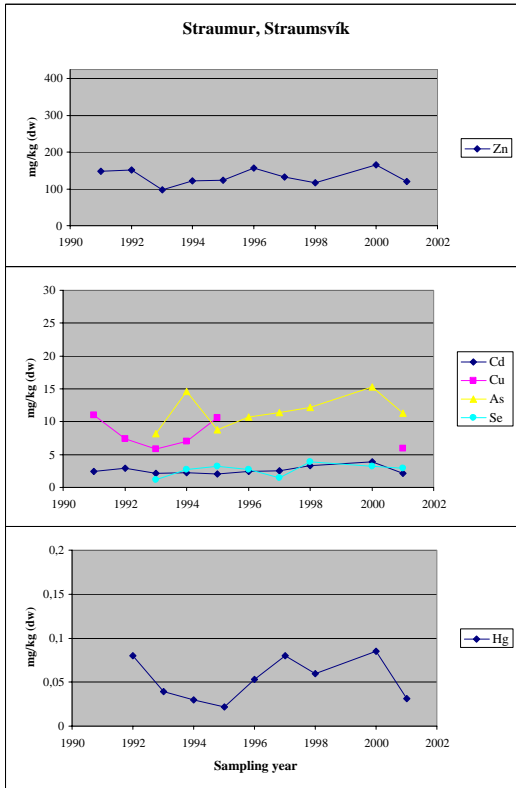 Straumur, Straumsvík
mg/kg (dw)
400
300
200
100
0
1990 1992 1994 1996 1998 2000 2002
Zn
mg/kg (dw)
30
25
20
15
10
5
0
1990 1992 1994 1996 1998 2000 2002
Cd
Cu
As
Se
mg/kg (dw)
0,2
0,15
0,1
0,05
0
1990 1992 1994 1996 1998 2000 2002
Hg
Sampling year